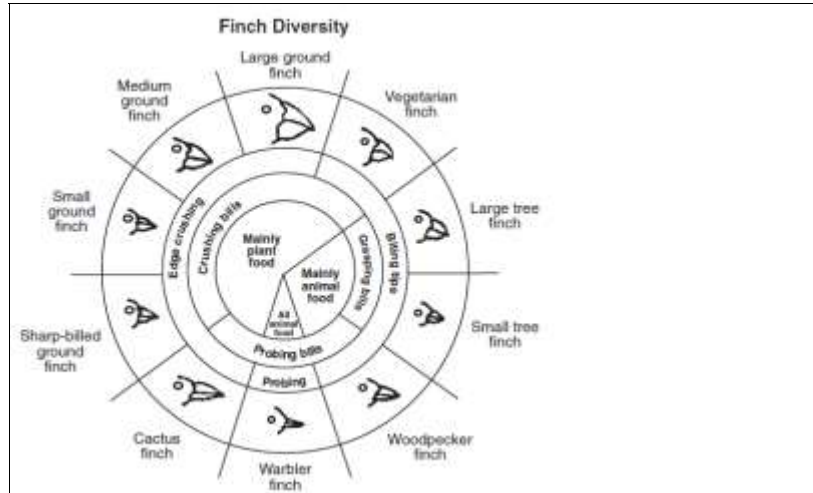 Finch Diversity
Large ground
finch
Vegetarian
finch
Large tree
finch
Small tree
finch
Woodpecker
finch
Warbler
finch
Cactus
finch
Sharp-billed
ground
finch
Small
ground
finch
Medium
ground
finch
Edge crushing
Crushing bills
Mainly
plant
food
Mainly
animal
food
All
animal
food
Grasping bills
Biting tips
Probing bills
Probing